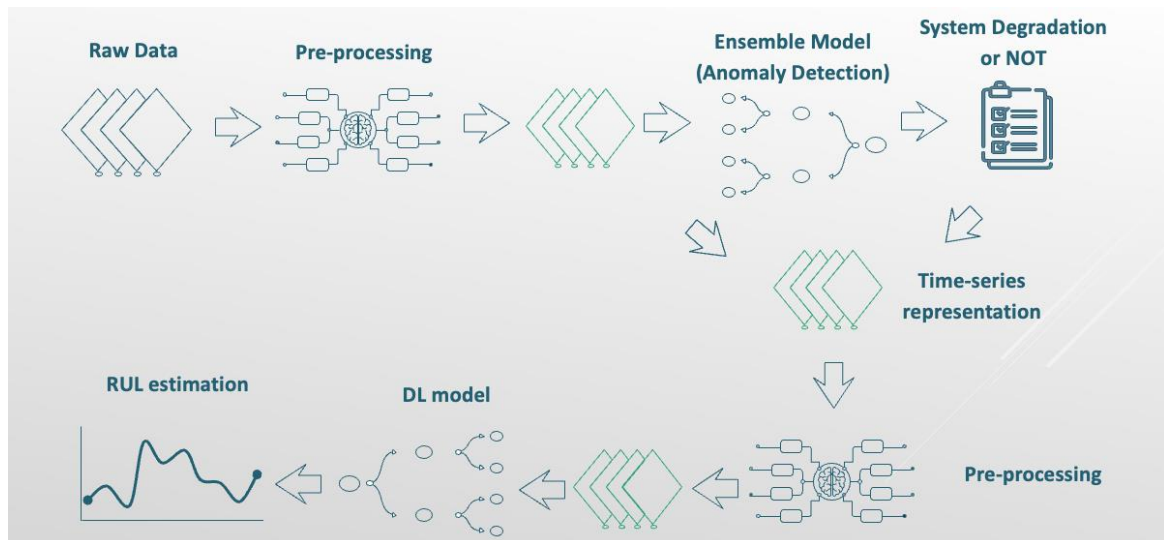 Raw Data
Pre-processing
Ensemble Model
(Anomaly Detection)
System Degradation
or NOT
Time-series
representation
RUL estimation
DL model
Pre-processing